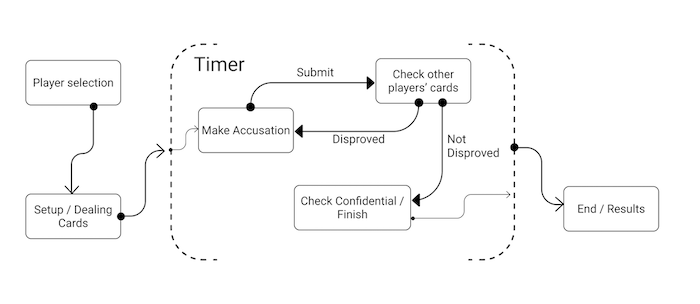 Player selection
Setup / Dealing
Cards
Timer
Make Accusation
Submit
Check other
players’ cards
Disproved
Not
Disproved
Check Confidential /
Finish
End / Results